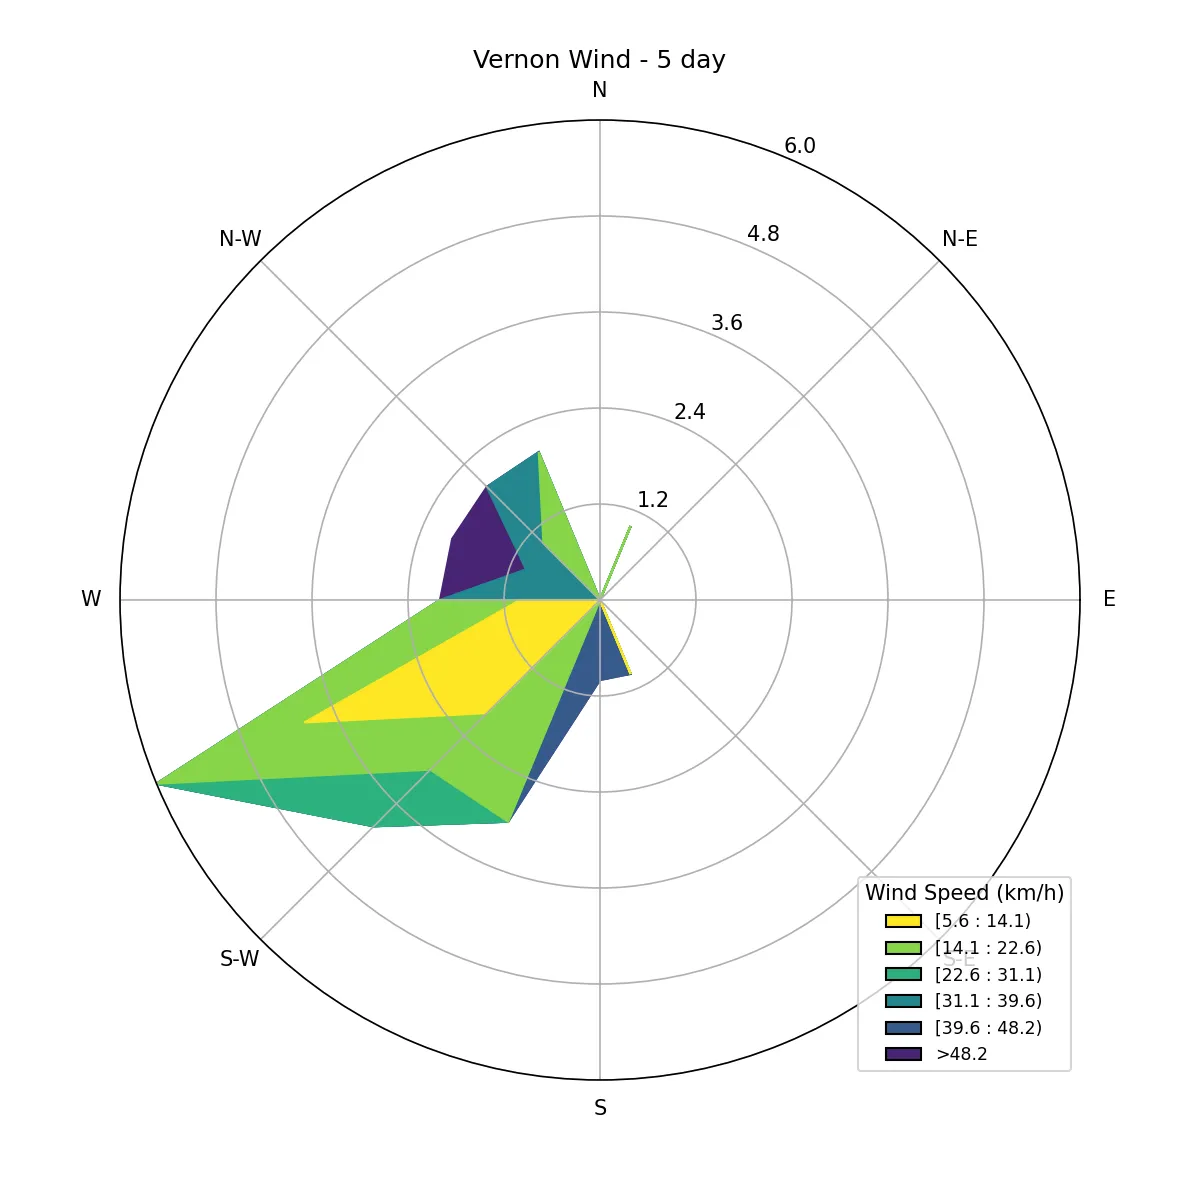 Vernon Wind - 5 day
N
6.0
N-W
4.8
N-E
3.6
2.4
1.2
W
E
Wind Speed (km/h)
[5.6 : 14.1)
[14.1 : 22.6)
S-W
S-E
[22.6 : 31.1)
[31.1 : 39.6)
[39.6 : 48.2)
>48.2
S